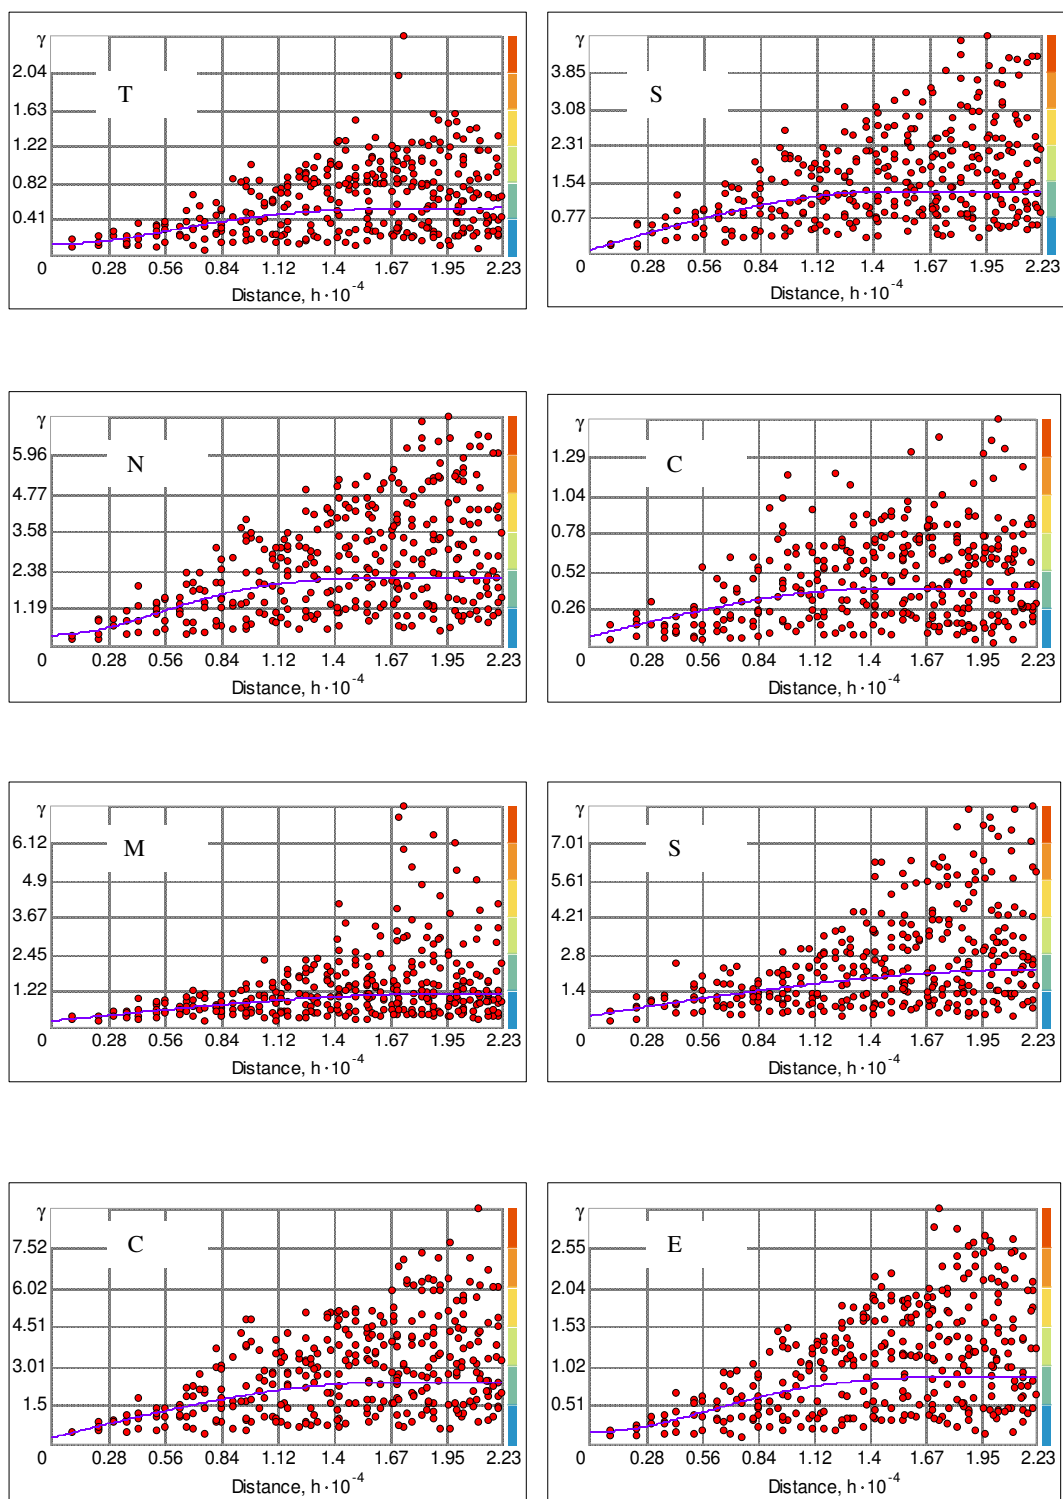 γ
2.04
T
1.63
1.22
0.82
0.41
0 0.28 0.56 0.84 1.12 1.4 1.67 1.95 2.23
Distance, h · 10⁻⁴
γ
3.85
S
3.08
2.31
1.54
0.77
0 0.28 0.56 0.84 1.12 1.4 1.67 1.95 2.23
Distance, h · 10⁻⁴
γ
5.96
N
4.77
3.58
2.38
1.19
0 0.28 0.56 0.84 1.12 1.4 1.67 1.95 2.23
Distance, h · 10⁻⁴
γ
1.29
C
1.04
0.78
0.52
0.26
0 0.28 0.56 0.84 1.12 1.4 1.67 1.95 2.23
Distance, h · 10⁻⁴
γ
6.12
M
4.9
3.67
2.45
1.22
0 0.28 0.56 0.84 1.12 1.4 1.67 1.95 2.23
Distance, h · 10⁻⁴
γ
7.01
S
5.61
4.21
2.8
1.4
0 0.28 0.56 0.84 1.12 1.4 1.67 1.95 2.23
Distance, h · 10⁻⁴
γ
7.52
C
6.02
4.51
3.01
1.5
0 0.28 0.56 0.84 1.12 1.4 1.67 1.95 2.23
Distance, h · 10⁻⁴
γ
2.55
E
2.04
1.53
1.02
0.51
0 0.28 0.56 0.84 1.12 1.4 1.67 1.95 2.23
Distance, h · 10⁻⁴